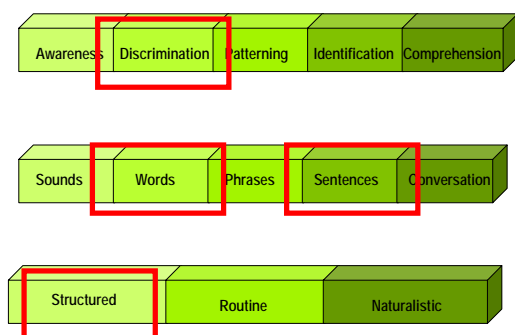 Awareness Discrimination Patterning Identification Comprehension
Sounds Words Phrases Sentences Conversation
Structured Routine Naturalistic